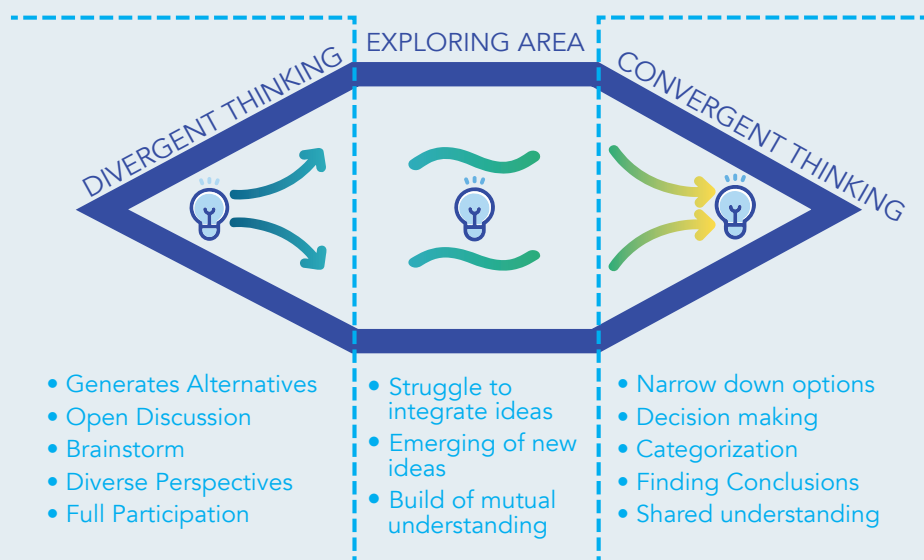 DIVERGENT THINKING
EXPLORING AREA
CONVERGENT THINKING
• Generates Alternatives
• Open Discussion
• Brainstorm
• Diverse Perspectives
• Full Participation
• Struggle to
integrate ideas
• Emerging of new
ideas
• Build of mutual
understanding
• Narrow down options
• Decision making
• Categorization
• Finding Conclusions
• Shared understanding